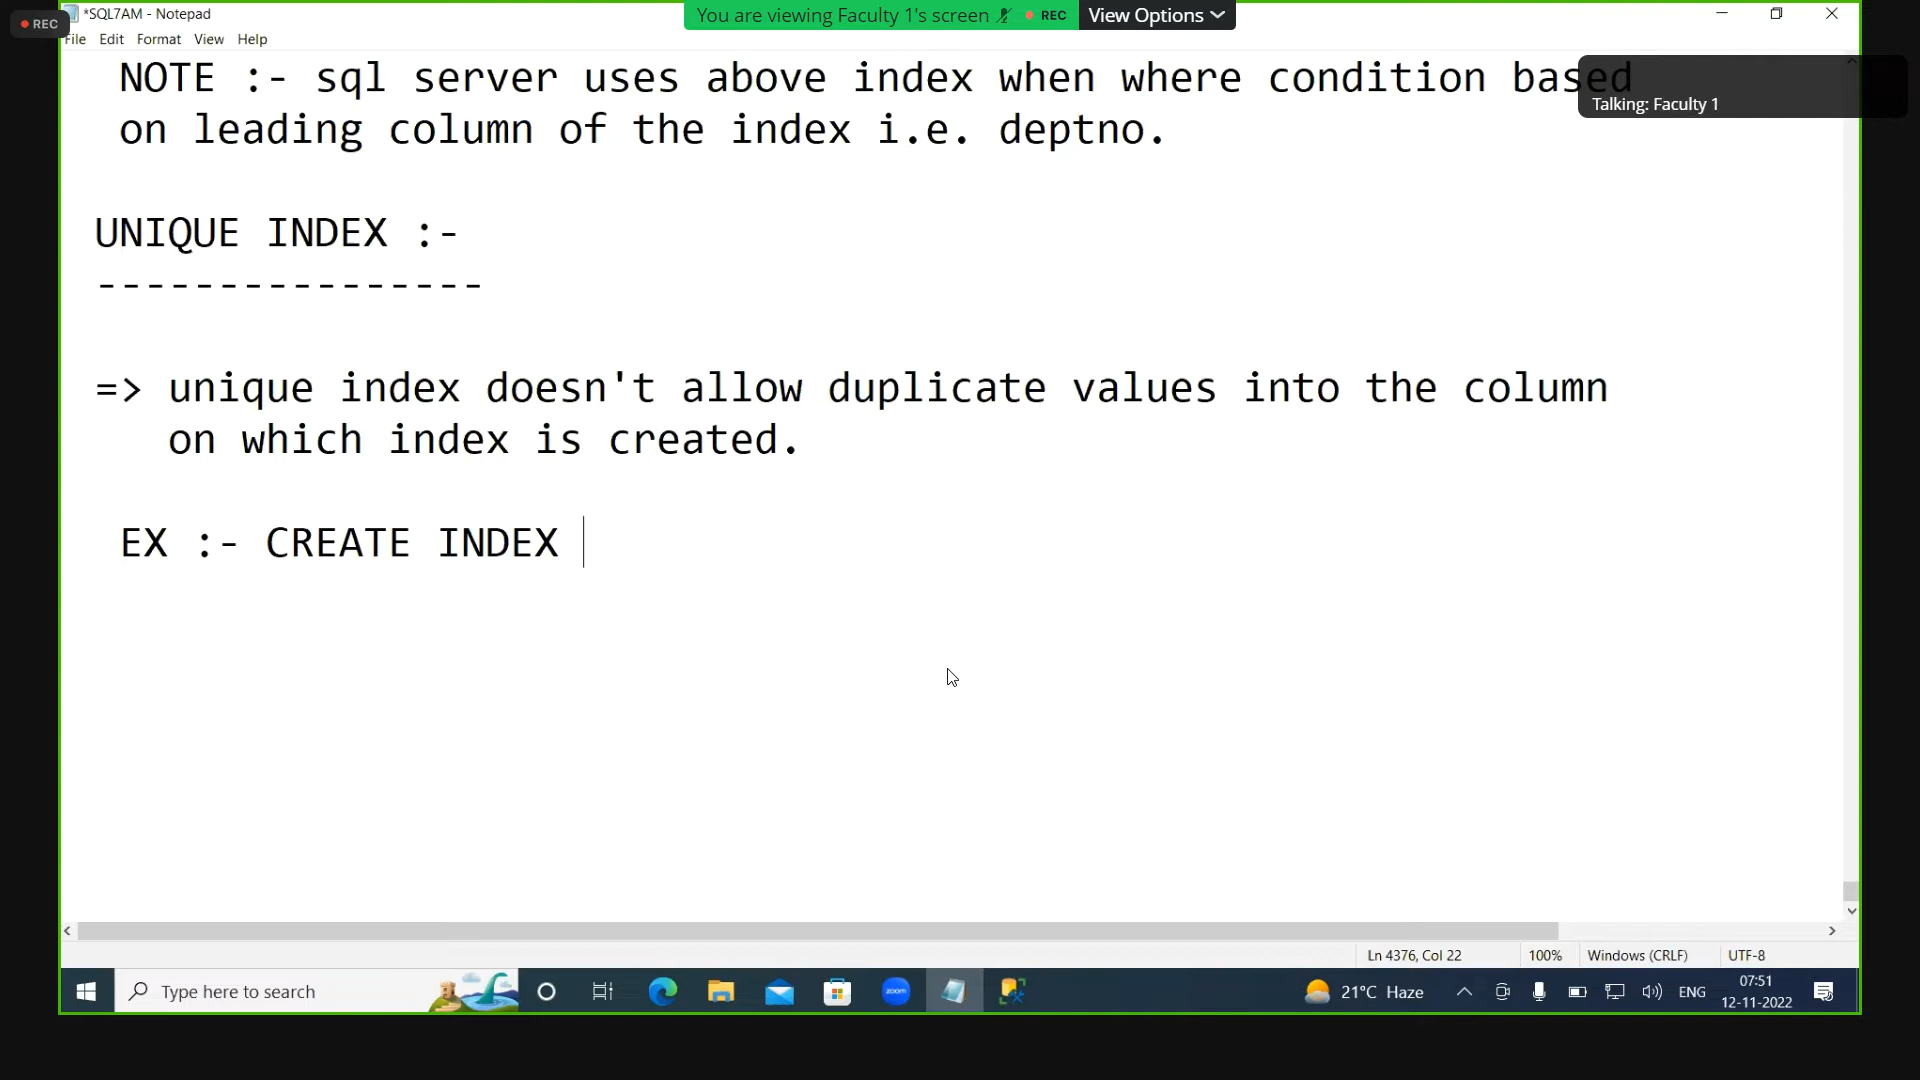 REC
*SQL7AM - Notepad
You are viewing Faculty 1's screen REC View Options
File Edit Format View Help
NOTE :- sql server uses above index when where condition based
Talking: Faculty 1
on leading column of the index i.e. deptno.
UNIQUE INDEX :-
----------------
=> unique index doesn't allow duplicate values into the column
on which index is created.
EX :- CREATE INDEX
Ln 4376, Col 22 100% Windows (CRLF) UTF-8
Type here to search zoom 21°C Haze ENG 07:51
12-11-2022